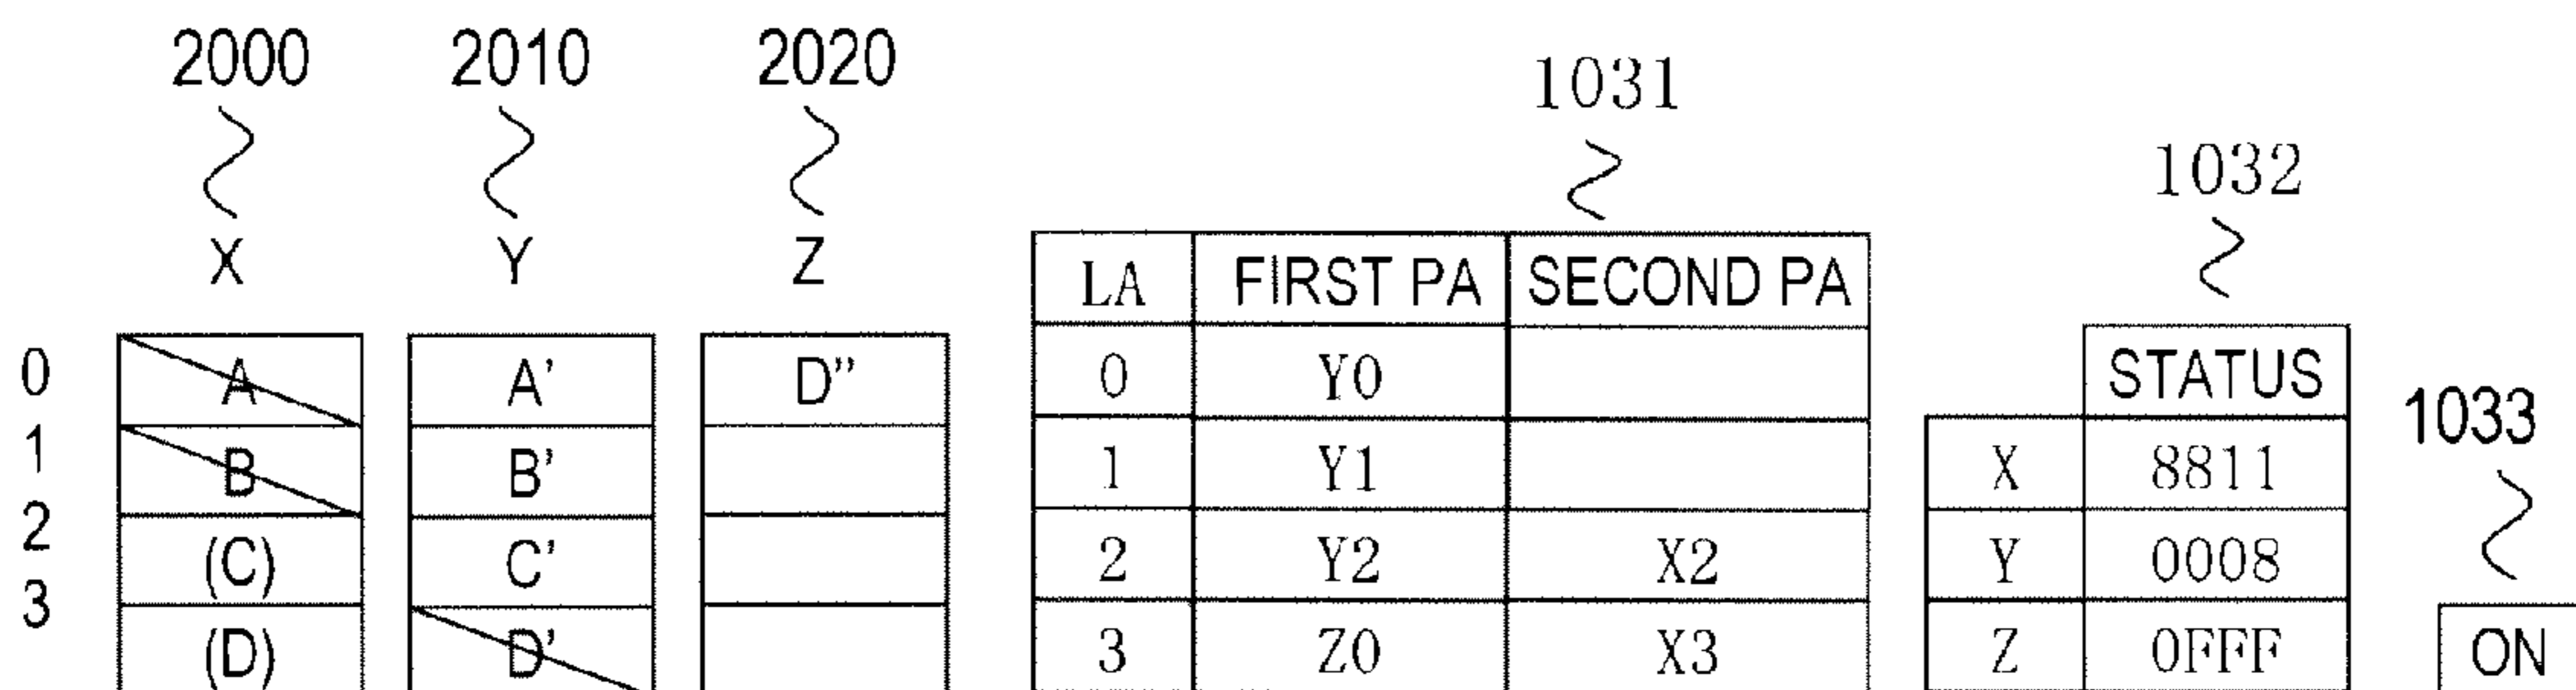 2000 2010 2020
1031
1032
X Y Z
LA FIRST PA SECOND PA
0 A A' D" 0 Y0 STATUS
1033
1 B B' 1 Y1 X 8811
2 (C) C' 2 Y2 X2 Y 0008
3 (D) D' 3 Z0 X3 Z 0FFF ON